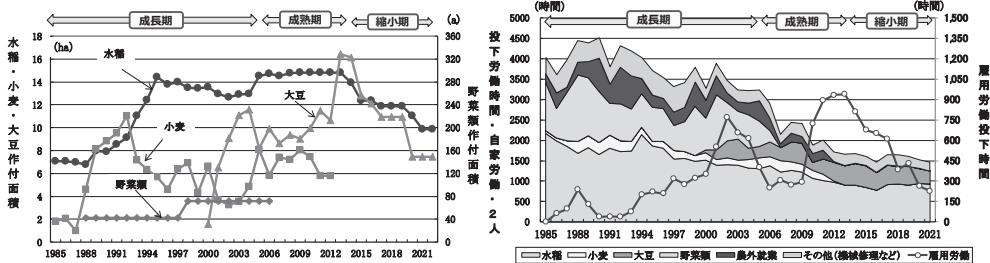 成長期 成熟期 縮小期
(ha)
(a)
水稲・小麦・大豆作付面積
18
16
14
12
10
8
6
4
2
0
水稲
小麦
大豆
野菜類
360
320
280
240
200
160
120
80
40
0
野菜類作付面積
1985 1988 1991 1994 1997 2000 2003 2006 2009 2012 2015 2018 2021
(時間) 成長期 成熟期 縮小期 (時間)
投下労働時間・自家労働・2人
5000
4500
4000
3500
3000
2500
2000
1500
1000
500
0
1,500
1,350
1,200
1,050
900
750
600
450
300
150
0
雇用労働投下時間
1985 1988 1991 1994 1997 2000 2003 2006 2009 2012 2015 2018 2021
水稲 小麦 大豆 野菜類 農外就業 その他(機械修理など) 雇用労働